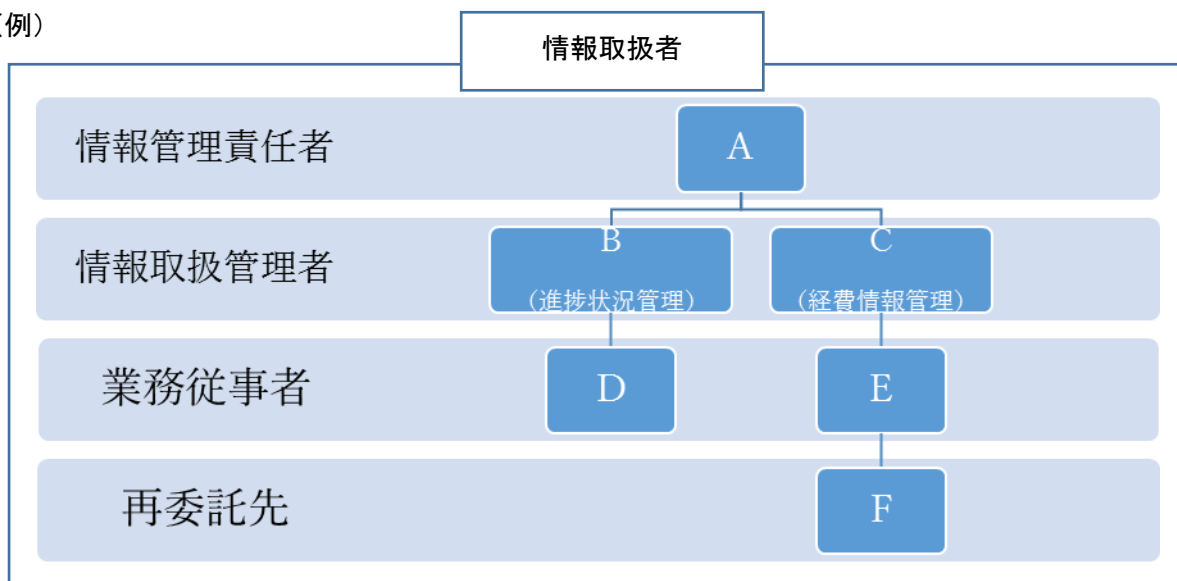 （例）
情報取扱者
情報管理責任者
A
情報取扱管理者
B
（進捗状況管理）
C
（経費情報管理）
業務従事者
D
E
再委託先
F